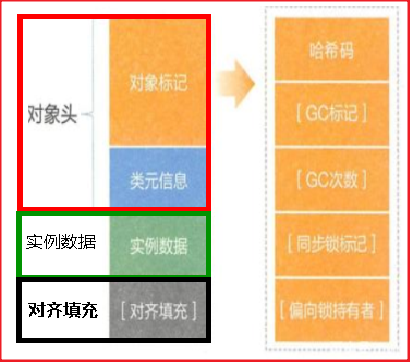 对象头
对象标记
类元信息
实例数据
实例数据
对齐填充
[ 对齐填充 ]
哈希码
[ GC标记 ]
[ GC次数 ]
[ 同步锁标记 ]
[ 偏向锁持有者 ]